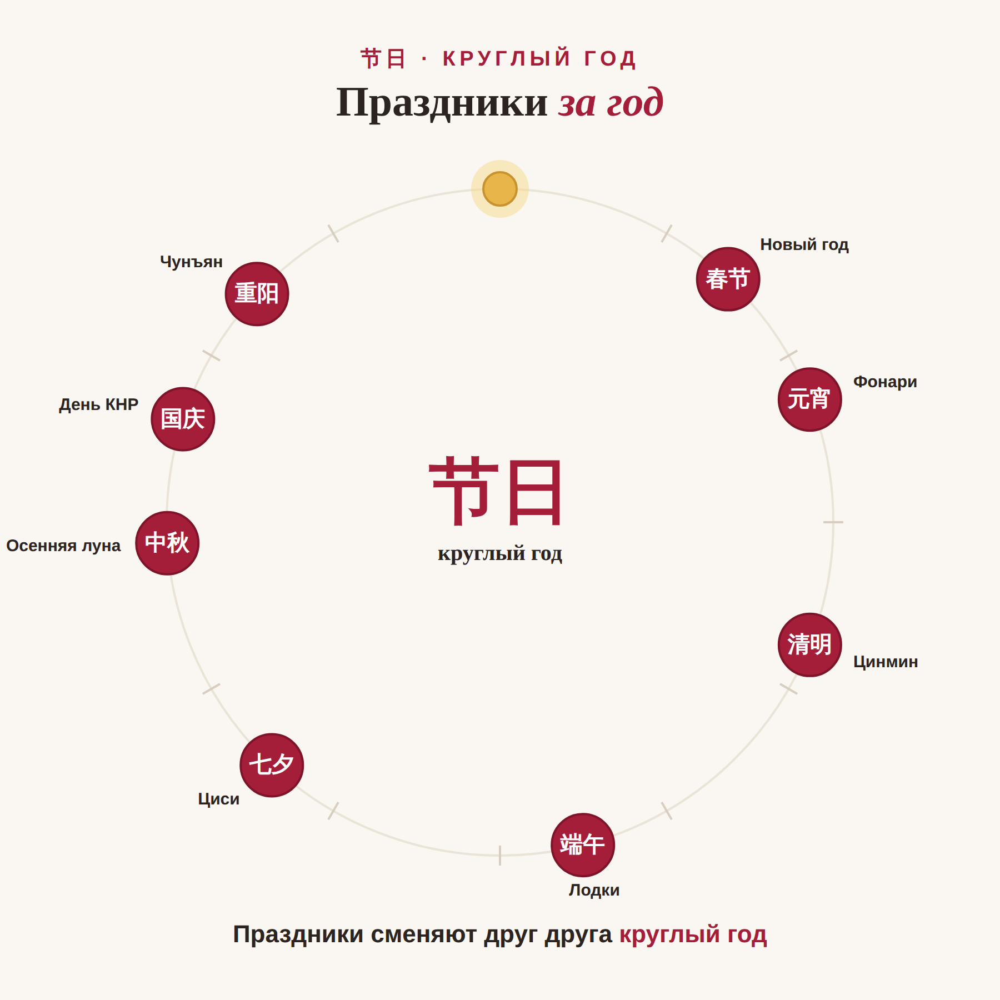 节日 · КРУГЛЫЙ ГОД
Праздники за год
Новый год
春节
Чунъян
重阳
Фонари
元宵
День КНР
国庆
节日
круглый год
Осенняя луна
中秋
清明
Цинмин
七夕
Циси
端午
Лодки
Праздники сменяют друг друга круглый год